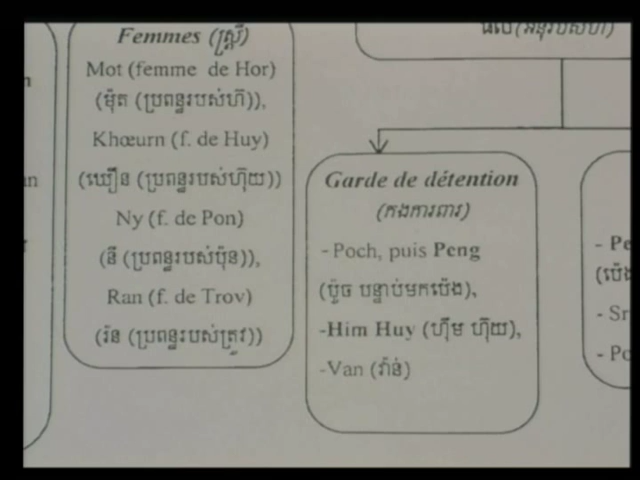 Femmes (ស្ត្រី)
Mot (femme de Hor)
(ម៉ុត (ប្រពន្ធរបស់ហ៊)),
Khœurn (f. de Huy)
(ឃឿន (ប្រពន្ធរបស់ហ៊ុយ))
Ny (f. de Pon)
(នី (ប្រពន្ធរបស់ប៉ុន)),
Ran (f. de Trov)
(រ៉ន (ប្រពន្ធរបស់ត្រូវ))
Garde de détention
(កងការពារ)
-Poch, puis Peng
(ប៉ូច បន្ទាប់មកប៉េង),
-Him Huy (ហ៊ឹម ហ៊ុយ),
-Van (វ៉ាន់)
- Pe
(ប៉េង
- Sr
- Po